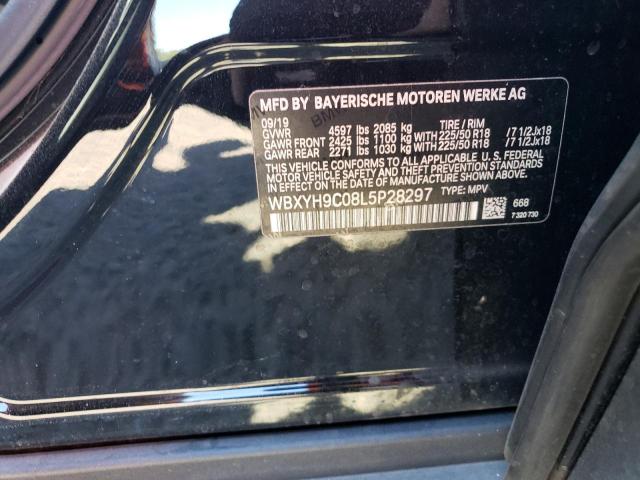 MFD BY BAYERISCHE MOTOREN WERKE AG
09/19 TIRE / RIM
GVWR 4597 lbs 2085 kg
GAWR FRONT 2425 lbs 1100 kg WITH 225/50 R18 /7 1/2Jx18
GAWR REAR 2271 lbs 1030 kg WITH 225/50 R18 /7 1/2Jx18
THIS VEHICLE CONFORMS TO ALL APPLICABLE U. S. FEDERAL
MOTOR VEHICLE SAFETY AND THEFT PREVENTION STANDARDS
IN EFFECT ON THE DATE OF MANUFACTURE SHOWN ABOVE.
WBXYH9C08L5P28297 TYPE: MPV
668
7 320 730